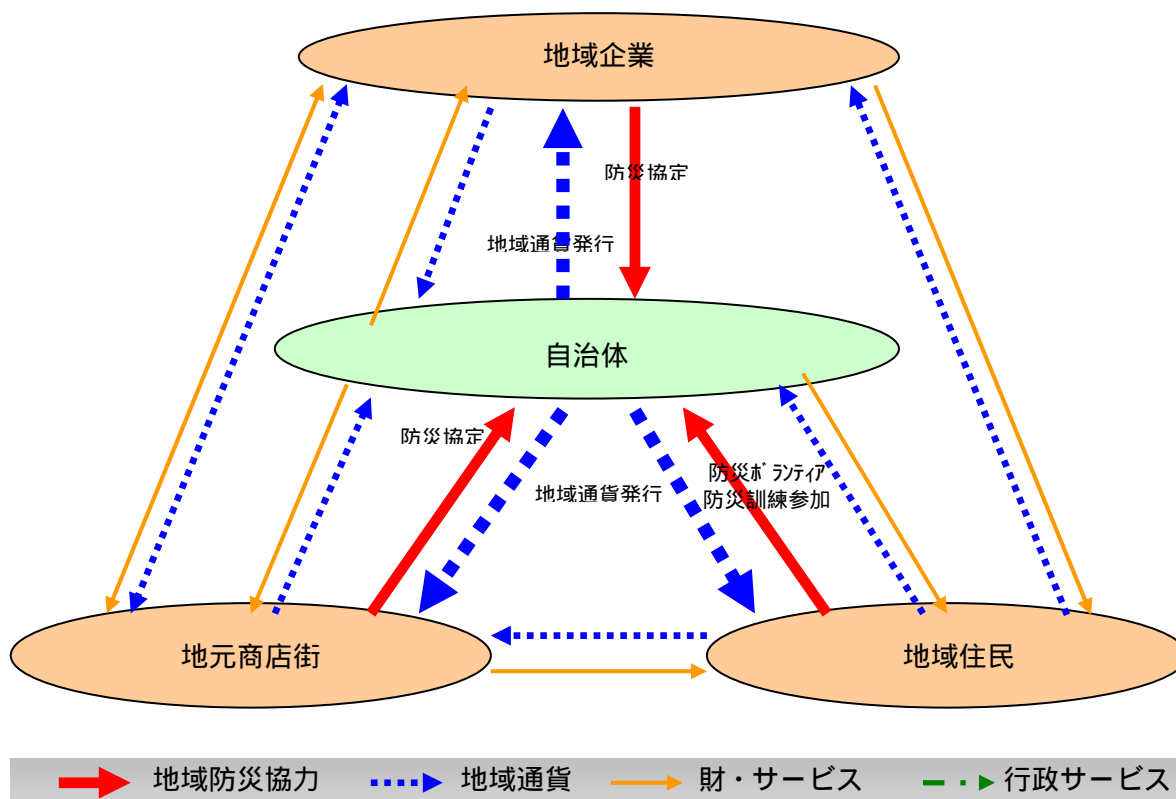 地域企業
防災協定
地域通貨発行
自治体
防災協定
地域通貨発行
防災ボランティア
防災訓練参加
地元商店街
地域住民
地域防災協力
地域通貨
財・サービス
行政サービス